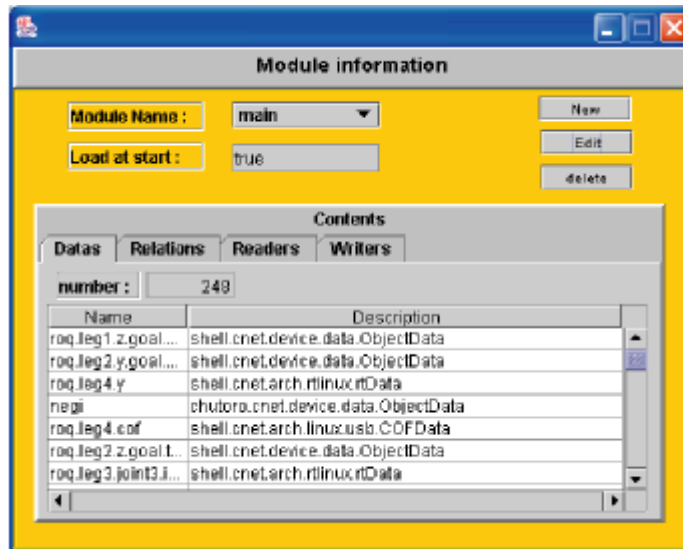 Module information
Module Name : main New
Load at start : true Edit
delete
Contents
Datas Relations Readers Writers
number : 249
Name Description
roq.leg1.z.goal.... shell.cnet.device.data.ObjectData
roq.leg2.y.goal.... shell.cnet.device.data.ObjectData
roq.leg4.y shell.cnet.arch.rtlinux.rtData
negi chutoro.cnet.device.data.ObjectData
roq.leg4.cof shell.cnet.arch.linux.usb.COFData
roq.leg2.z.goal.t... shell.cnet.device.data.ObjectData
roq.leg3.joint3.i... shell.cnet.arch.rtlinux.rtData